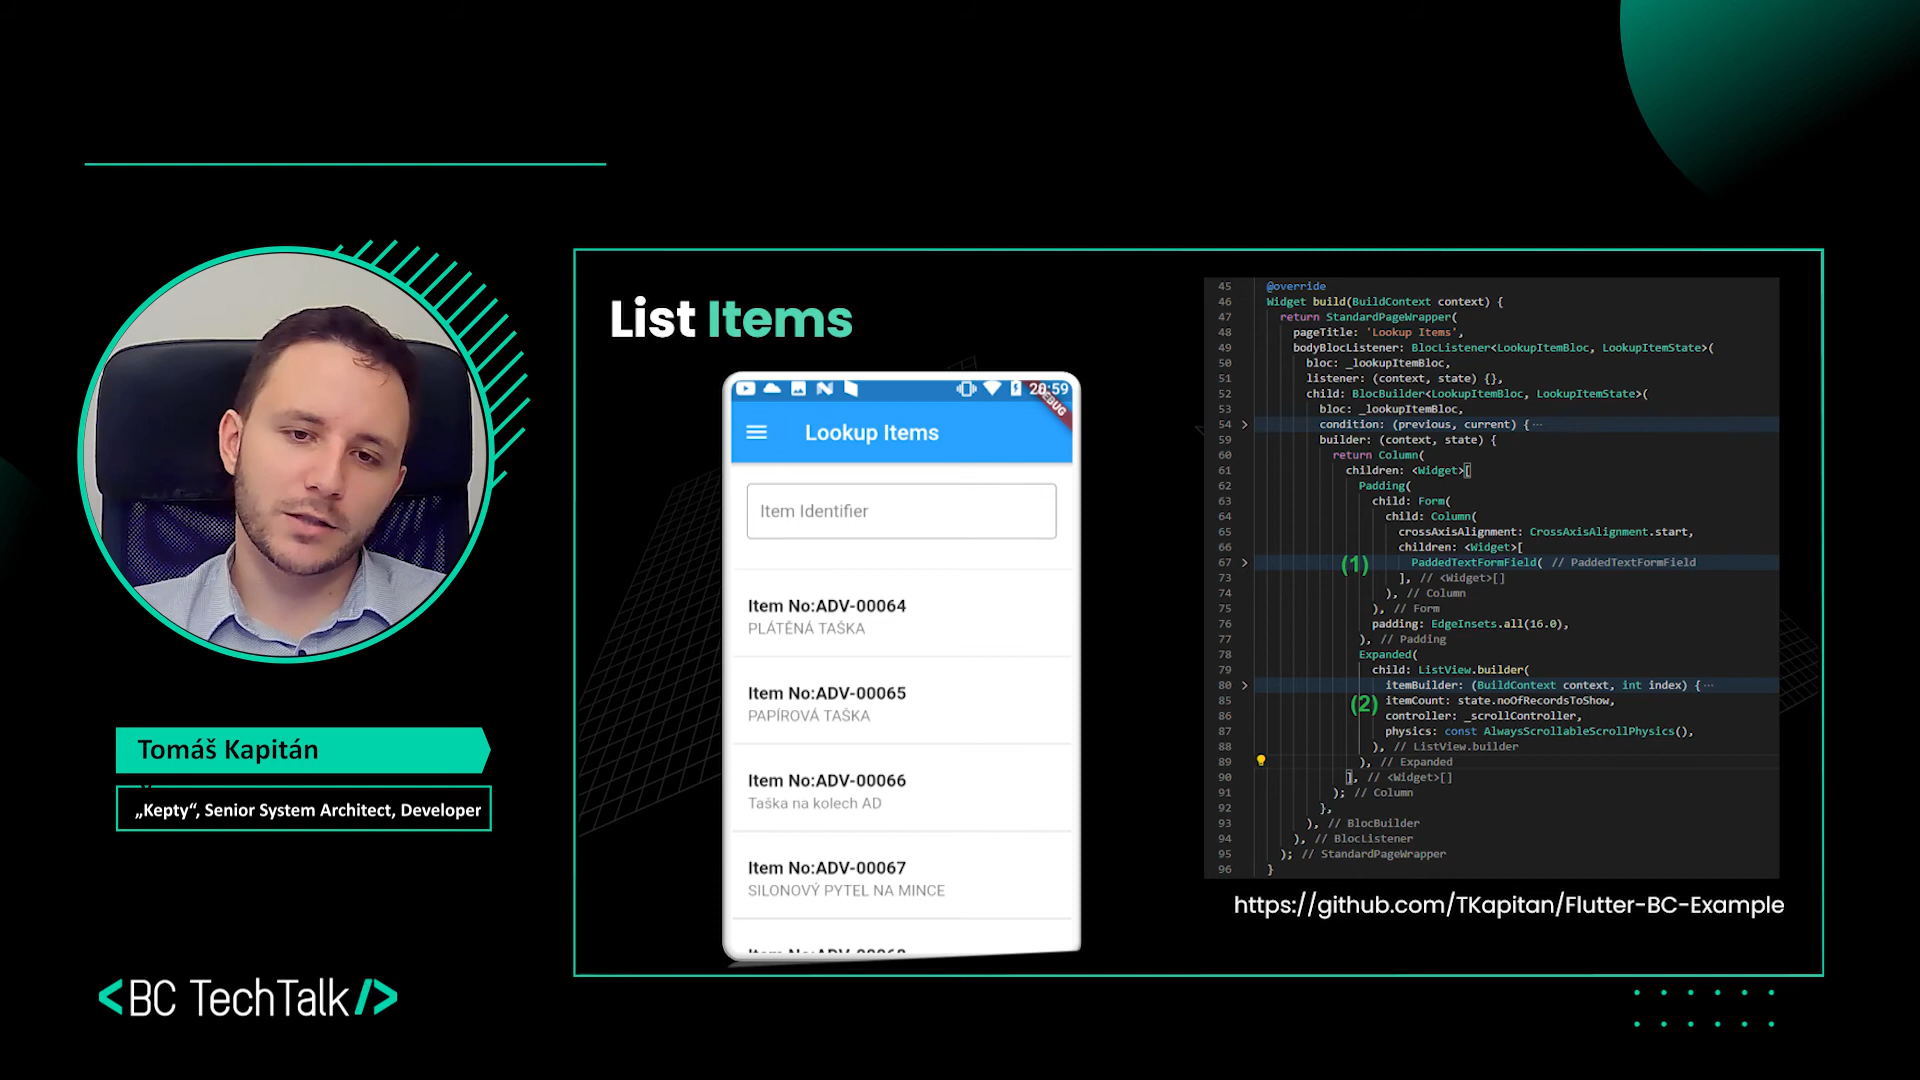 Tomáš Kapitán
„Kepty“, Senior System Architect, Developer
<BC TechTalk/>
List Items
20:59
DEBUG
Lookup Items
Item Identifier
Item No:ADV-00064
PLÁTĚNÁ TAŠKA
Item No:ADV-00065
PAPÍROVÁ TAŠKA
Item No:ADV-00066
Taška na kolech AD
Item No:ADV-00067
SILONOVÝ PYTEL NA MINCE
Item No:ADV-00068
45 @override
46 Widget build(BuildContext context) {
47 return StandardPageWrapper(
48 pageTitle: 'Lookup Items',
49 bodyBlocListener: BlocListener<LookupItemBloc, LookupItemState>(
50 bloc: _lookupItemBloc,
51 listener: (context, state) {},
52 child: BlocBuilder<LookupItemBloc, LookupItemState>(
53 bloc: _lookupItemBloc,
54 > condition: (previous, current) { ···
59 builder: (context, state) {
60 return Column(
61 children: <Widget>[
62 Padding(
63 child: Form(
64 child: Column(
65 crossAxisAlignment: CrossAxisAlignment.start,
66 children: <Widget>[
67 > (1) PaddedTextFormField( // PaddedTextFormField
73 ], // <Widget>[]
74 ), // Column
75 ), // Form
76 padding: EdgeInsets.all(16.0),
77 ), // Padding
78 Expanded(
79 child: ListView.builder(
80 > itemBuilder: (BuildContext context, int index) { ···
85 (2) itemCount: state.noOfRecordsToShow,
86 controller: _scrollController,
87 physics: const AlwaysScrollableScrollPhysics(),
88 ), // ListView.builder
89 ), // Expanded
90 ], // <Widget>[]
91 ); // Column
92 },
93 ), // BlocBuilder
94 ), // BlocListener
95 ); // StandardPageWrapper
96 }
https://github.com/TKapitan/Flutter-BC-Example